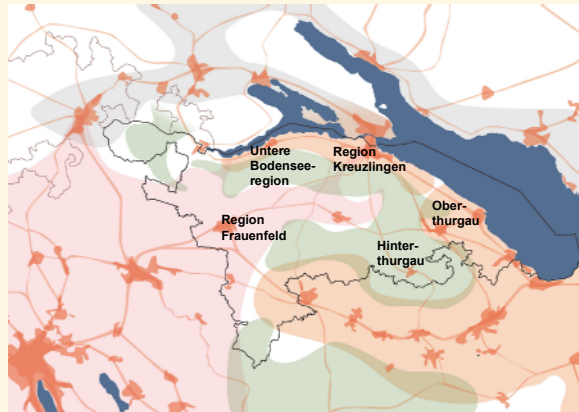 Untere
Bodensee-
region
Region
Kreuzlingen
Ober-
thurgau
Region
Frauenfeld
Hinter-
thurgau